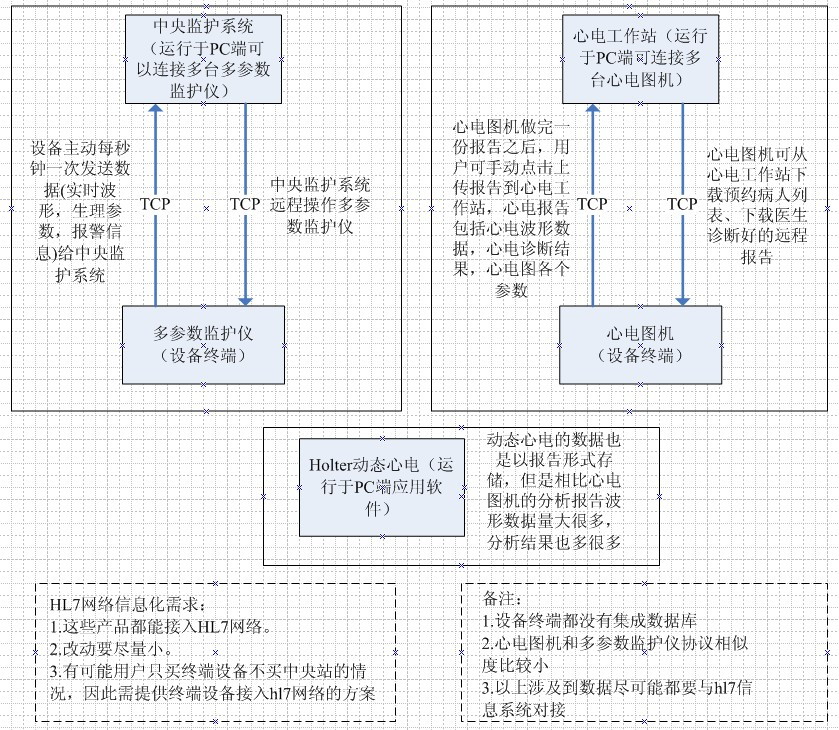 中央监护系统
（运行于PC端可
以连接多台多参数
监护仪）
设备主动每秒
钟一次发送数
据(实时波
形，生理参
数，报警信
息)给中央监
护系统
TCP
TCP
中央监护系统
远程操作多参
数监护仪
多参数监护仪
（设备终端）
心电工作站（运行
于PC端可连接多
台心电图机）
心电图机做完一
份报告之后，用
户可手动点击上
传报告到心电工
作站，心电报告
包括心电波形数
据，心电诊断结
果，心电图各个
参数
TCP
TCP
心电图机可从
心电工作站下
载预约病人列
表、下载医生
诊断好的远程
报告
心电图机
（设备终端）
Holter动态心电（运
行于PC端应用软
件）
动态心电的数据也
是以报告形式存
储，但是相比心电
图机的分析报告波
形数据量大很多，
分析结果也多很多
HL7网络信息化需求：
1.这些产品都能接入HL7网络。
2.改动要尽量小。
3.有可能用户只买终端设备不买中央站的情
况，因此需提供终端设备接入hl7网络的方案
备注：
1.设备终端都没有集成数据库
2.心电图机和多参数监护仪协议相似
度比较小
3.以上涉及到数据尽可能都要与hl7信
息系统对接